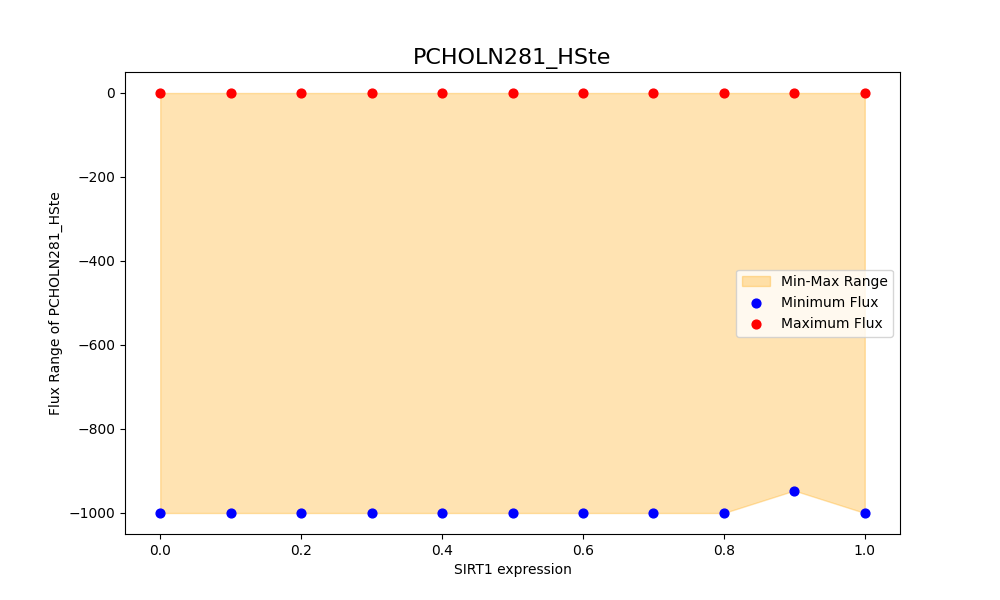 PCHOLN281_HSte
Flux Range of PCHOLN281_HSte
0
−200
−400
−600
−800
−1000
Min-Max Range
Minimum Flux
Maximum Flux
0.0 0.2 0.4 0.6 0.8 1.0
SIRT1 expression